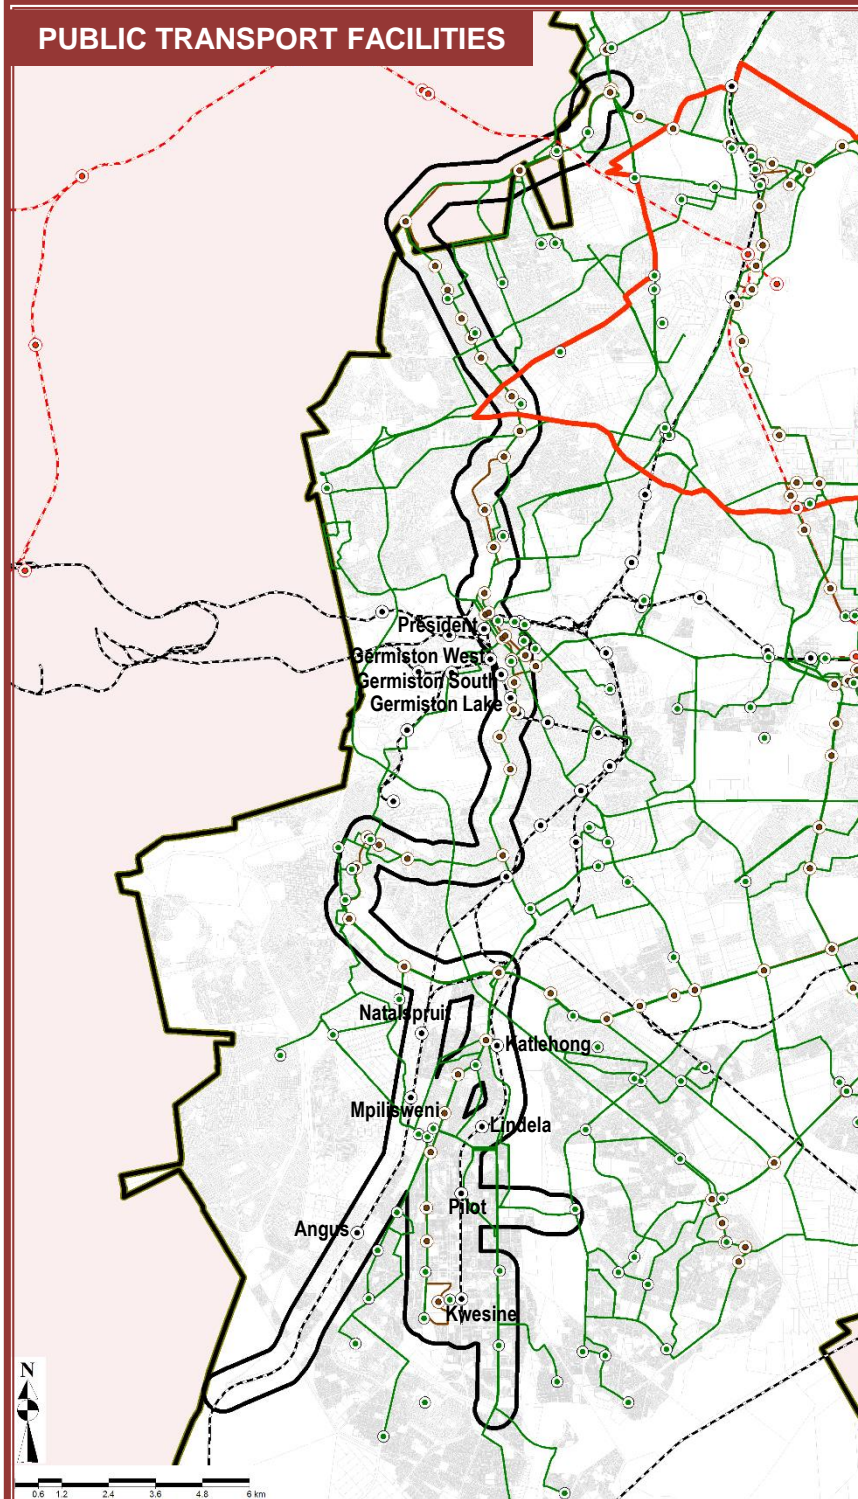 PUBLIC TRANSPORT FACILITIES
President
Germiston West
Germiston South
Germiston Lake
Natalspruit
Katlehong
Mpilisweni
Lindela
Pilot
Angus
Kwesine
N
0.6 1.2 2.4 3.6 4.8 6 km